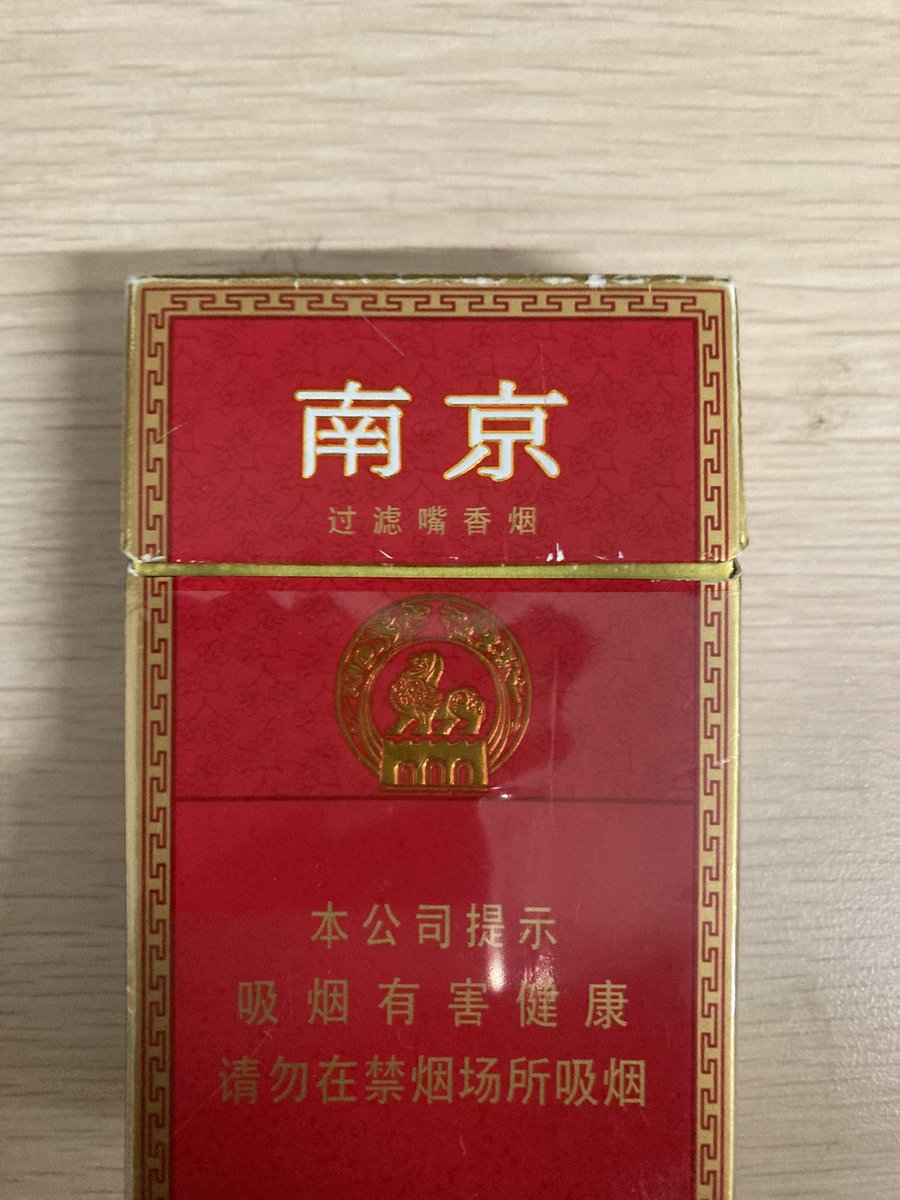 南京
过滤嘴香烟
本公司提示
吸烟有害健康
请勿在禁烟场所吸烟